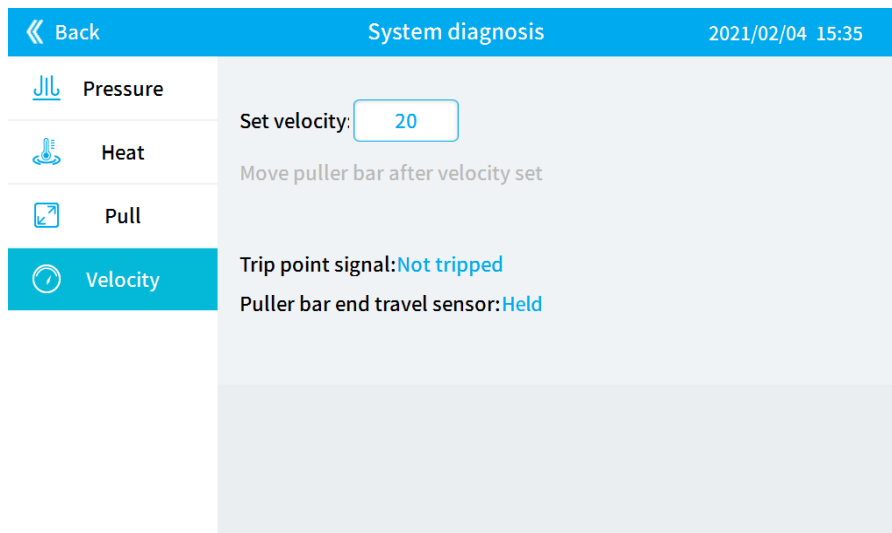 Back
System diagnosis
2021/02/04 15:35
Pressure
Heat
Pull
Velocity
Set velocity: 20
Move puller bar after velocity set
Trip point signal:Not tripped
Puller bar end travel sensor:Held